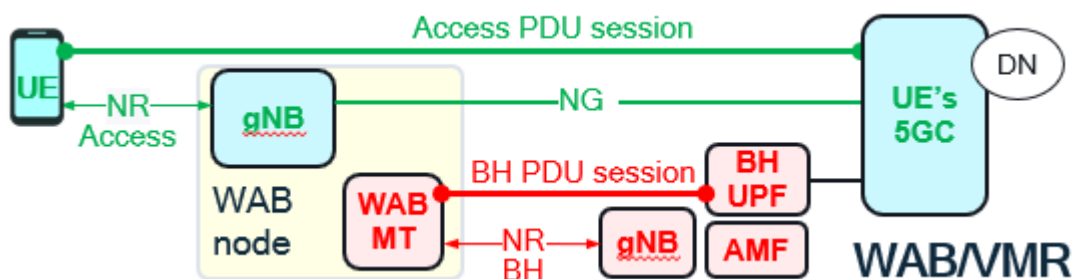 Access PDU session
UE
NR
Access
gNB
NG
UE's
5GC
DN
WAB
node
WAB
MT
BH PDU session
BH
UPF
NR
BH
gNB
AMF
WAB/VMR